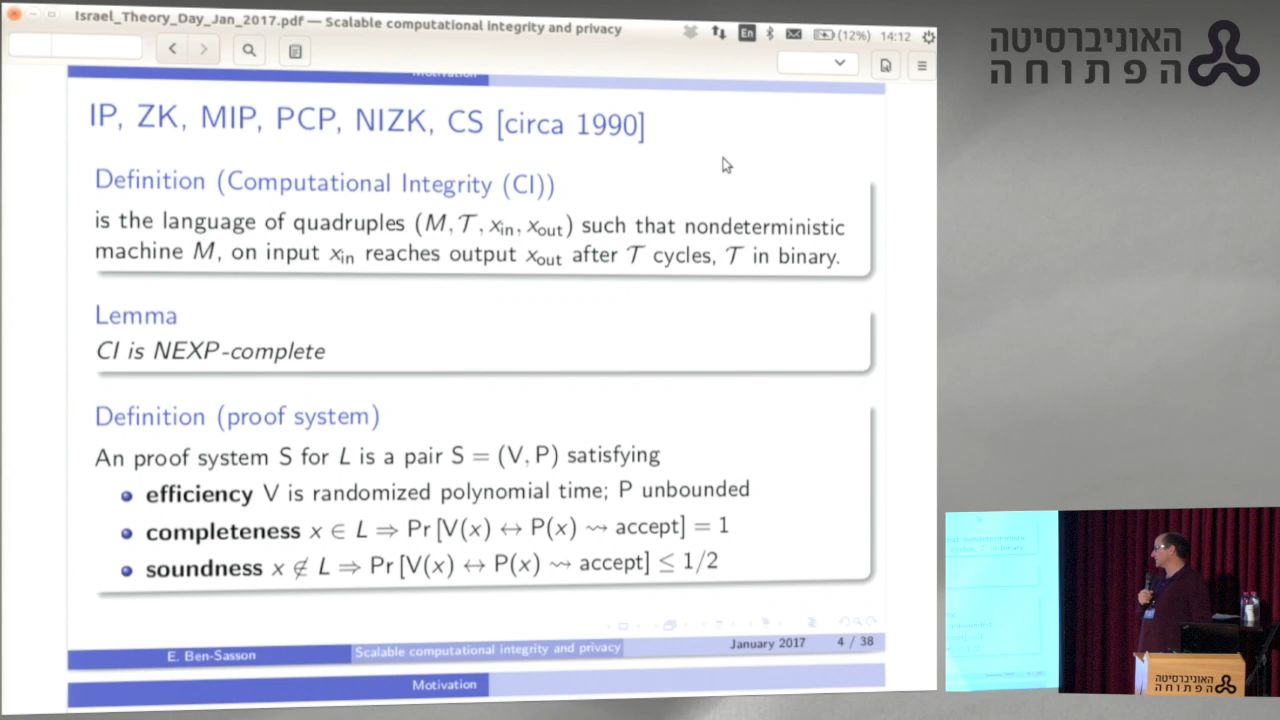 Israel_Theory_Day_Jan_2017.pdf — Scalable computational integrity and privacy
En (12%) 14:12
האוניברסיטה
הפתוחה
Motivation
IP, ZK, MIP, PCP, NIZK, CS [circa 1990]
Definition (Computational Integrity (CI))
is the language of quadruples (M, 𝒯, x_in, x_out) such that nondeterministic
machine M, on input x_in reaches output x_out after 𝒯 cycles, 𝒯 in binary.
Lemma
CI is NEXP-complete
Definition (proof system)
An proof system S for L is a pair S = (V, P) satisfying
efficiency V is randomized polynomial time; P unbounded
completeness x ∈ L ⇒ Pr [V(x) ↔ P(x) ⇝ accept] = 1
soundness x ∉ L ⇒ Pr [V(x) ↔ P(x) ⇝ accept] ≤ 1/2
E. Ben-Sasson Scalable computational integrity and privacy January 2017 4 / 38
Motivation
האוניברסיטה
הפתוחה